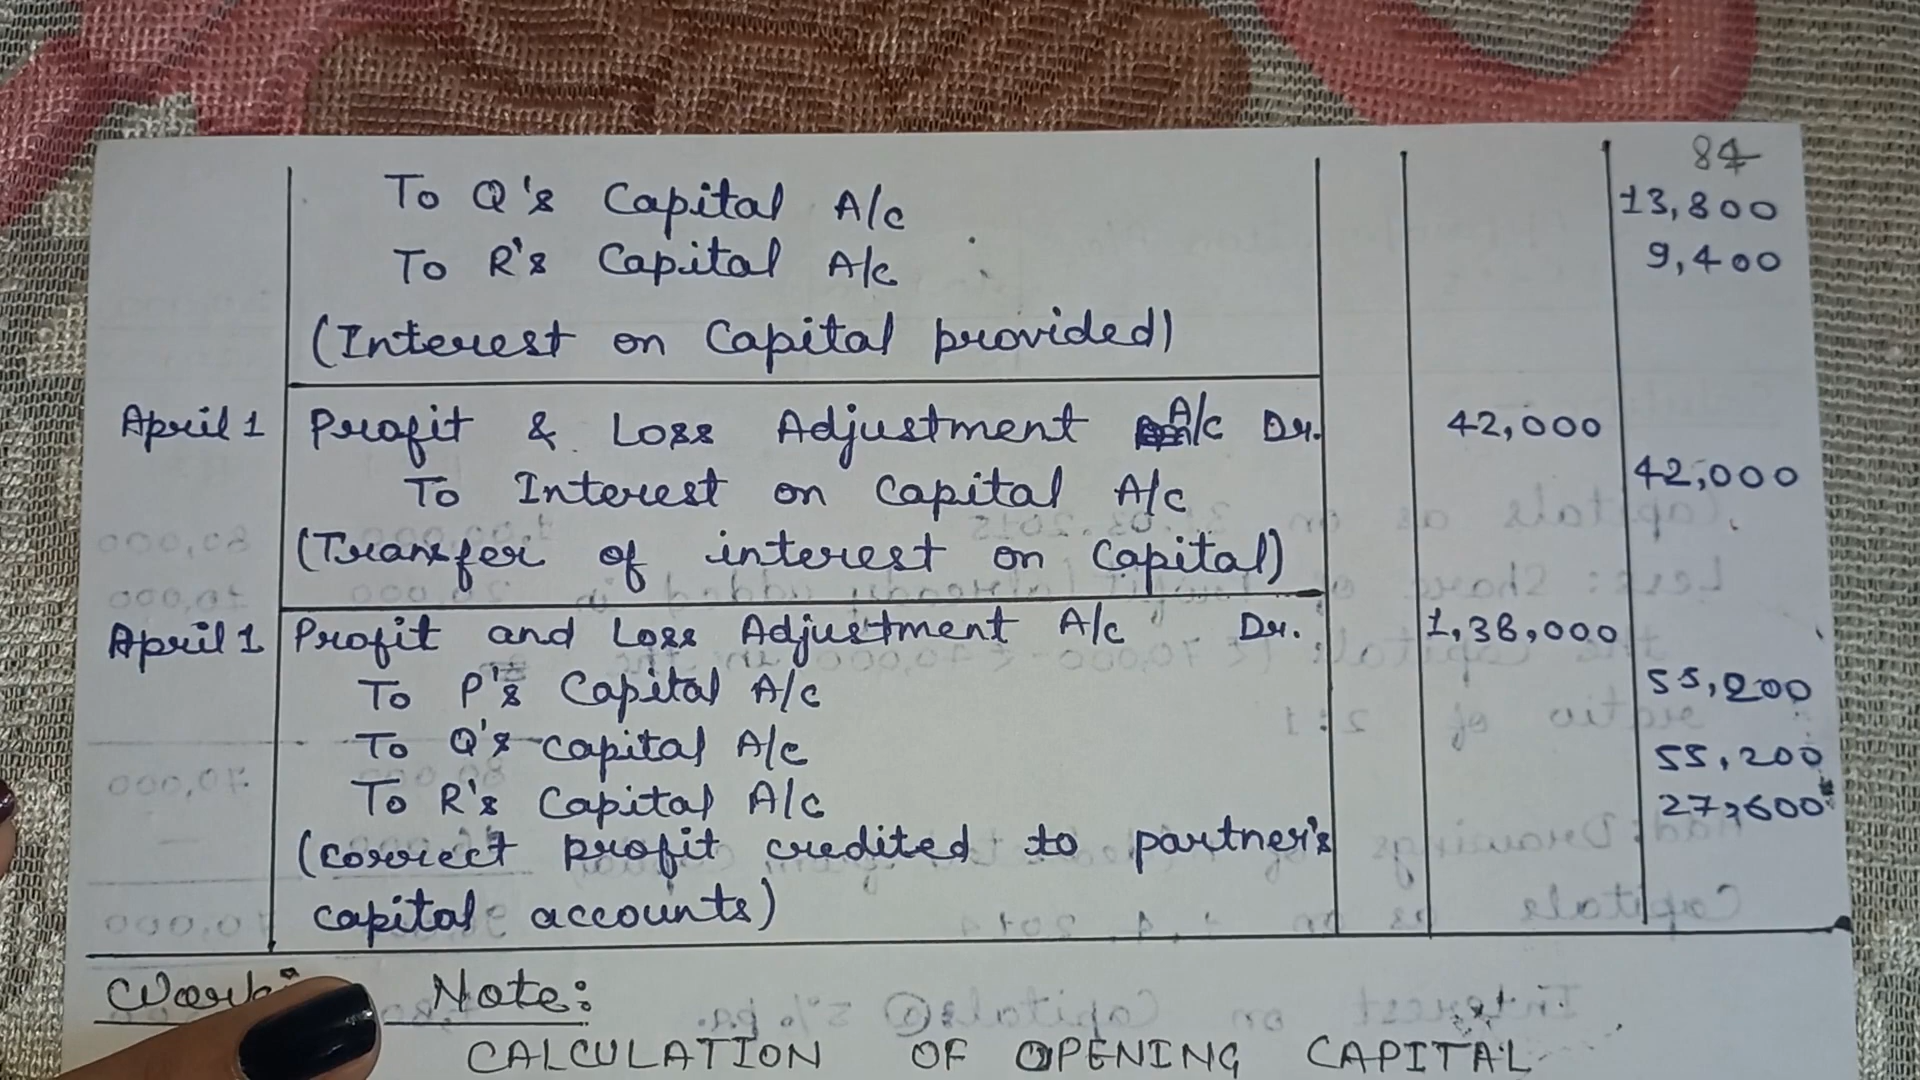 84
To Q's Capital A/c 13,800
To R's Capital A/c 9,400
(Interest on Capital provided)
April 1 Profit & Loss Adjustment A/c Dr. 42,000
To Interest on Capital A/c 42,000
(Transfer of interest on Capital)
April 1 Profit and Loss Adjustment A/c Dr. 1,38,000
To P's Capital A/c 55,200
To Q's capital A/c 55,200
To R's Capital A/c 27,600
(correct profit credited to partner's
capital accounts)
Note:
CALCULATION OF OPENING CAPITAL